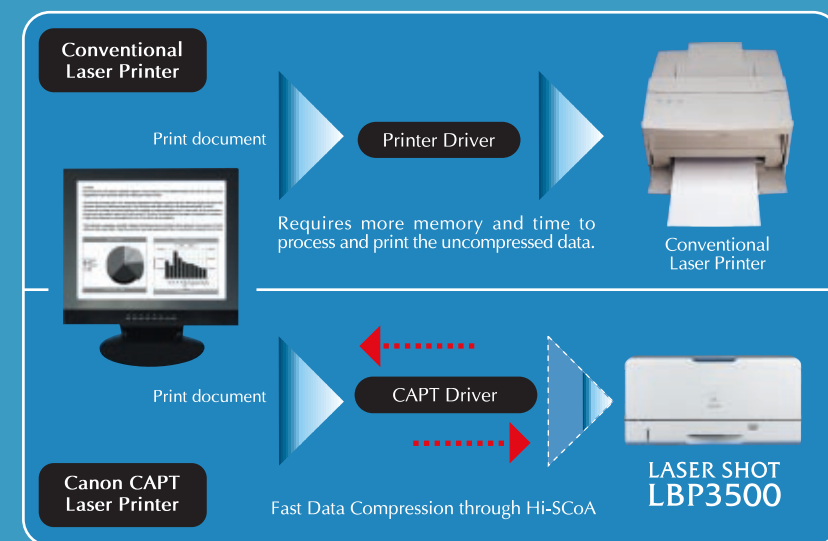 Conventional
Laser Printer
Print document
Printer Driver
Requires more memory and time to
process and print the uncompressed data.
Conventional
Laser Printer
Print document
CAPT Driver
Canon CAPT
Laser Printer
Fast Data Compression through Hi-SCoA
LASER SHOT
LBP3500